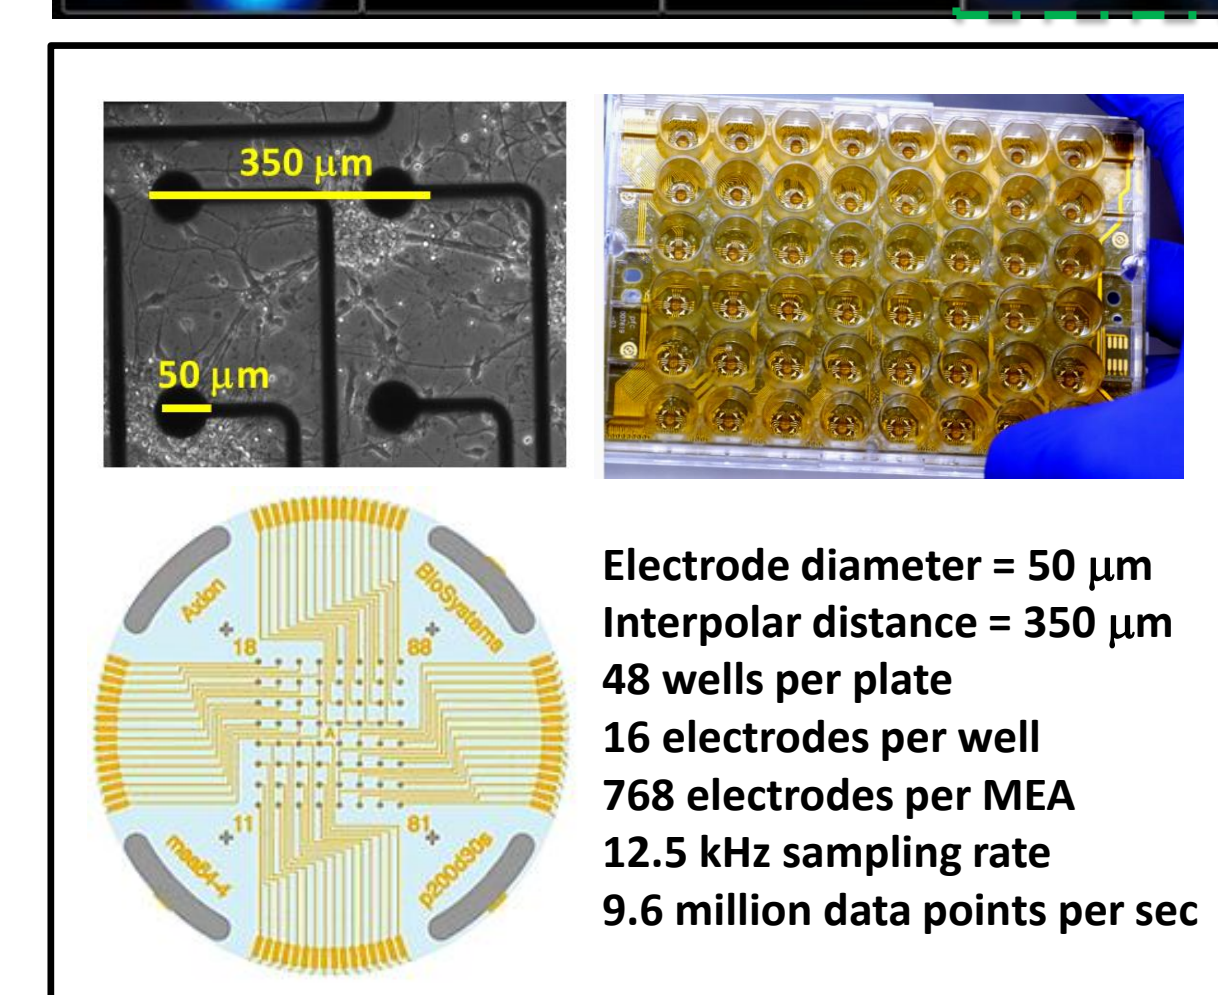 350 μm
50 μm
Axion
BioSystems
18
88
A
11
81
mea64-4
p200d30s
Electrode diameter = 50 μm
Interpolar distance = 350 μm
48 wells per plate
16 electrodes per well
768 electrodes per MEA
12.5 kHz sampling rate
9.6 million data points per sec